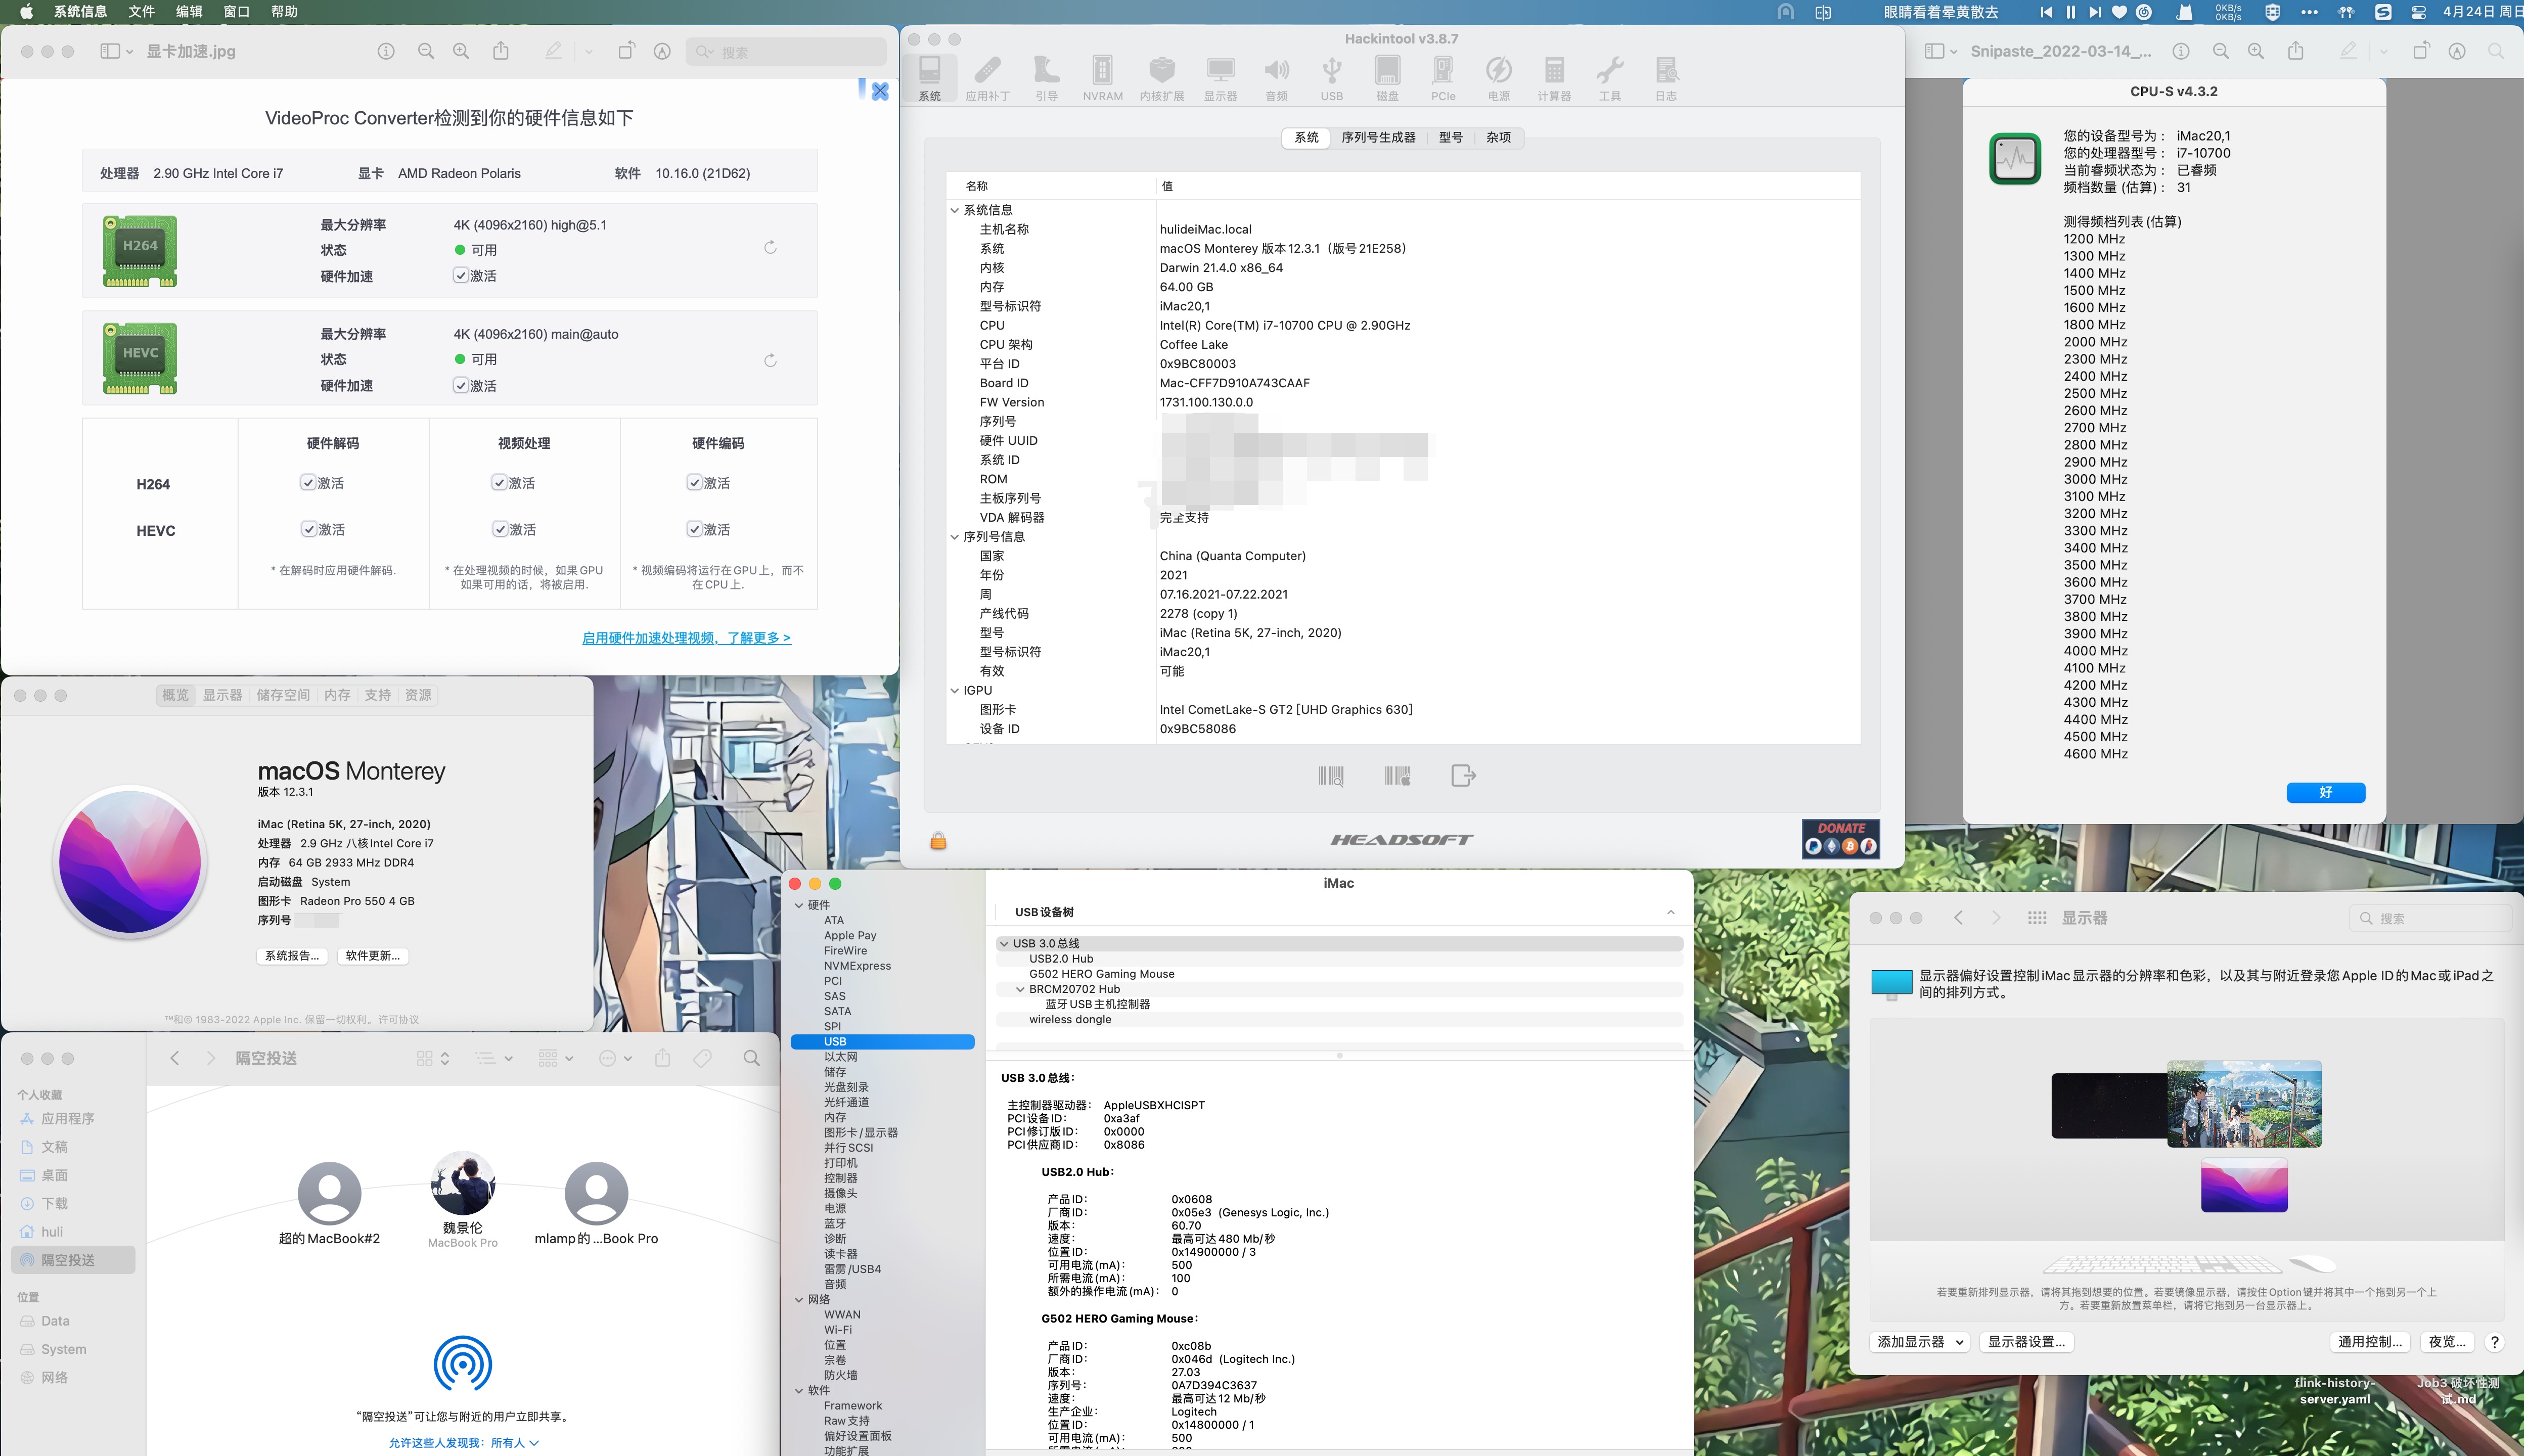 系统信息 文件 编辑 窗口 帮助
眼睛看着晕黄散去
0KB/s
0KB/s
4月24日 周日
显卡加速.jpg
搜索
VideoProc Converter检测到你的硬件信息如下
处理器 2.90 GHz Intel Core i7 显卡 AMD Radeon Polaris 软件 10.16.0 (21D62)
H264
最大分辨率 4K (4096x2160) high@5.1
状态 可用
硬件加速 激活
HEVC
最大分辨率 4K (4096x2160) main@auto
状态 可用
硬件加速 激活
硬件解码 视频处理 硬件编码
H264 激活 激活 激活
HEVC 激活 激活 激活
* 在解码时应用硬件解码.
* 在处理视频的时候，如果GPU
如果可用的话，将被启用.
* 视频编码将运行在GPU上，而不
在CPU上.
启用硬件加速处理视频，了解更多 >
Hackintool v3.8.7
系统 应用补丁 引导 NVRAM 内核扩展 显示器 音频 USB 磁盘 PCIe 电源 计算器 工具 日志
系统 序列号生成器 型号 杂项
名称 值
系统信息
主机名称 hulideiMac.local
系统 macOS Monterey 版本12.3.1（版号21E258）
内核 Darwin 21.4.0 x86_64
内存 64.00 GB
型号标识符 iMac20,1
CPU Intel(R) Core(TM) i7-10700 CPU @ 2.90GHz
CPU 架构 Coffee Lake
平台 ID 0x9BC80003
Board ID Mac-CFF7D910A743CAAF
FW Version 1731.100.130.0.0
序列号
硬件 UUID
系统 ID
ROM
主板序列号
VDA 解码器 完全支持
序列号信息
国家 China (Quanta Computer)
年份 2021
周 07.16.2021-07.22.2021
产线代码 2278 (copy 1)
型号 iMac (Retina 5K, 27-inch, 2020)
型号标识符 iMac20,1
有效 可能
IGPU
图形卡 Intel CometLake-S GT2 [UHD Graphics 630]
设备 ID 0x9BC58086
HEADSOFT
DONATE
Snipaste_2022-03-14_...
CPU-S v4.3.2
您的设备型号为： iMac20,1
您的处理器型号： i7-10700
当前睿频状态为： 已睿频
频档数量 (估算)： 31
测得频档列表(估算)
1200 MHz
1300 MHz
1400 MHz
1500 MHz
1600 MHz
1800 MHz
2000 MHz
2300 MHz
2400 MHz
2500 MHz
2600 MHz
2700 MHz
2800 MHz
2900 MHz
3000 MHz
3100 MHz
3200 MHz
3300 MHz
3400 MHz
3500 MHz
3600 MHz
3700 MHz
3800 MHz
3900 MHz
4000 MHz
4100 MHz
4200 MHz
4300 MHz
4400 MHz
4500 MHz
4600 MHz
好
概览 显示器 储存空间 内存 支持 资源
macOS Monterey
版本 12.3.1
iMac (Retina 5K, 27-inch, 2020)
处理器 2.9 GHz 八核Intel Core i7
内存 64 GB 2933 MHz DDR4
启动磁盘 System
图形卡 Radeon Pro 550 4 GB
序列号
系统报告... 软件更新...
™和© 1983-2022 Apple Inc. 保留一切权利。许可协议
隔空投送
个人收藏
应用程序
文稿
桌面
下载
huli
隔空投送
位置
Data
System
网络
超的MacBook#2
魏景伦
MacBook Pro
mlamp的...Book Pro
“隔空投送”可让您与附近的用户立即共享。
允许这些人发现我：所有人
iMac
硬件
ATA
Apple Pay
FireWire
NVMExpress
PCI
SAS
SATA
SPI
USB
以太网
储存
光盘刻录
光纤通道
内存
图形卡/显示器
并行SCSI
打印机
控制器
摄像头
电源
蓝牙
诊断
读卡器
雷雳/USB4
音频
网络
WWAN
Wi-Fi
位置
宗卷
防火墙
软件
Framework
Raw支持
偏好设置面板
功能扩展
USB设备树
USB 3.0总线
USB2.0 Hub
G502 HERO Gaming Mouse
BRCM20702 Hub
蓝牙USB主机控制器
wireless dongle
USB 3.0总线：
主控制器驱动器： AppleUSBXHCISPT
PCI设备ID： 0xa3af
PCI修订版ID： 0x0000
PCI供应商ID： 0x8086
USB2.0 Hub：
产品ID： 0x0608
厂商ID： 0x05e3 (Genesys Logic, Inc.)
版本： 60.70
速度： 最高可达480 Mb/秒
位置ID： 0x14900000 / 3
可用电流(mA)： 500
所需电流(mA)： 100
额外的操作电流(mA)： 0
G502 HERO Gaming Mouse：
产品ID： 0xc08b
厂商ID： 0x046d (Logitech Inc.)
版本： 27.03
序列号： 0A7D394C3637
速度： 最高可达12 Mb/秒
生产企业： Logitech
位置ID： 0x14800000 / 1
可用电流(mA)： 500
显示器
搜索
显示器偏好设置控制iMac显示器的分辨率和色彩，以及其与附近登录您Apple ID的Mac或iPad之
间的排列方式。
若要重新排列显示器，请将其拖到想要的位置。若要镜像显示器，请按住Option键并将其中一个拖到另一个上
方。若要重新放置菜单栏，请将它拖到另一台显示器上。
添加显示器 显示器设置... 通用控制... 夜览... ?
flink-history-
server.yaml
Job3 破坏性测
试.md